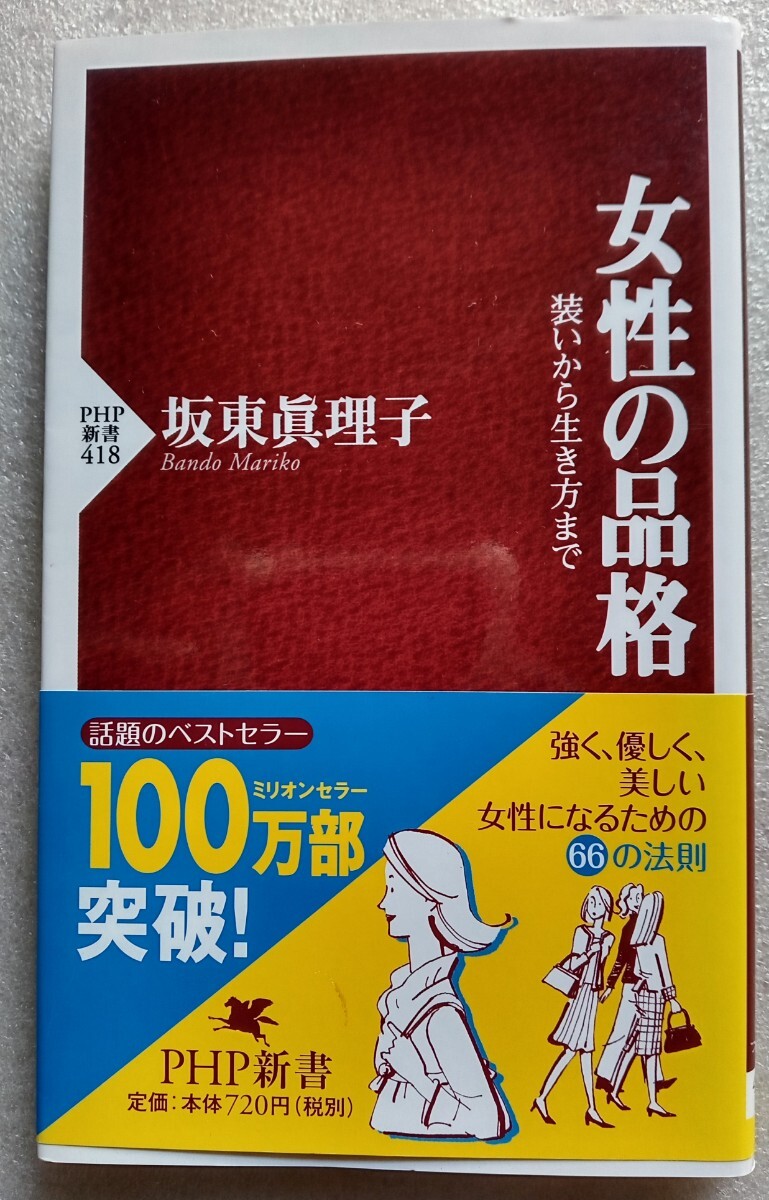 女性の品格
装いから生き方まで
坂東眞理子
Bando Mariko
PHP
新書
418
話題のベストセラー
ミリオンセラー
100万部
突破!
強く、優しく、
美しい
女性になるための
66の法則
PHP新書
定価:本体720円(税別)